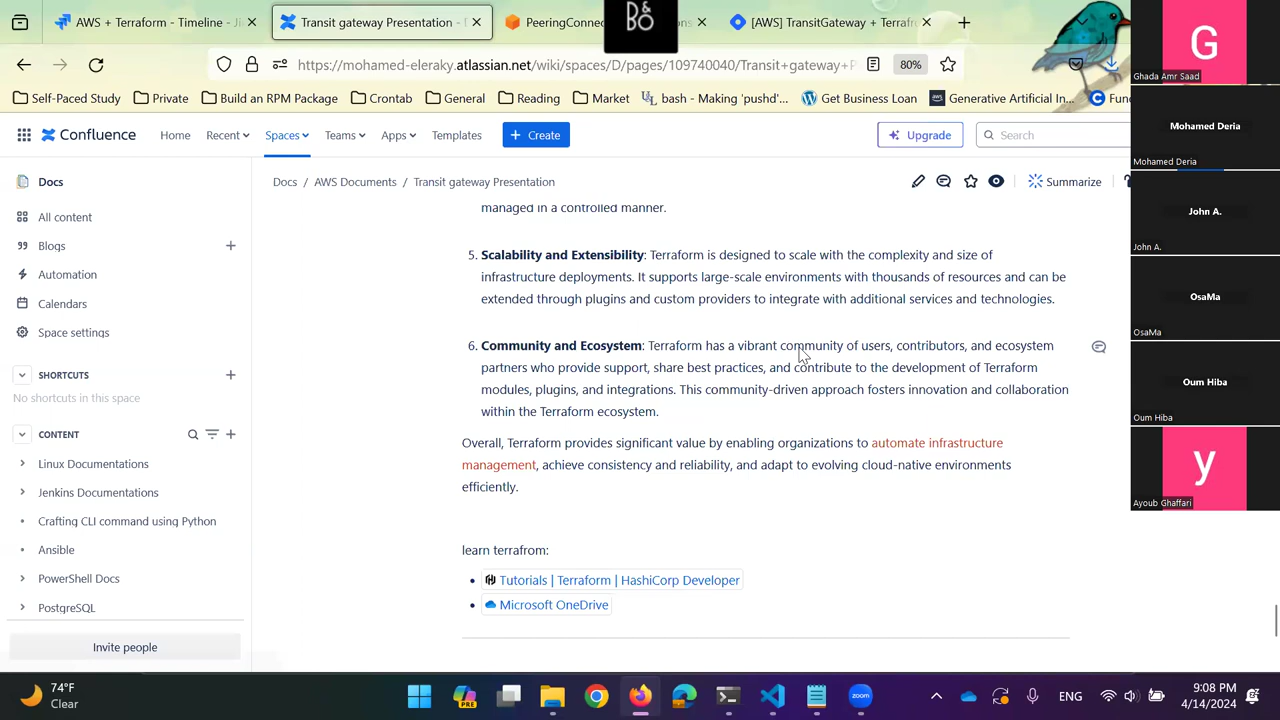 AWS + Terraform - Timeline - Ji
Transit gateway Presentation - D
PeeringConnec
ons
[AWS] TransitGateway + Terrafr
D&
BO
https://mohamed-eleraky.atlassian.net/wiki/spaces/D/pages/109740040/Transit+gateway+P
80%
Self-Paced Study
Private
Build an RPM Package
Crontab
General
Reading
Market
bash - Making 'pushd'...
Get Business Loan
Generative Artificial In...
Fund
Confluence
Home
Recent
Spaces
Teams
Apps
Templates
+ Create
Upgrade
Search
Docs
Docs / AWS Documents / Transit gateway Presentation
Summarize
All content
Blogs
Automation
Calendars
Space settings
SHORTCUTS
No shortcuts in this space
CONTENT
Linux Documentations
Jenkins Documentations
Crafting CLI command using Python
Ansible
PowerShell Docs
PostgreSQL
Invite people
managed in a controlled manner.
5. Scalability and Extensibility: Terraform is designed to scale with the complexity and size of
infrastructure deployments. It supports large-scale environments with thousands of resources and can be
extended through plugins and custom providers to integrate with additional services and technologies.
6. Community and Ecosystem: Terraform has a vibrant community of users, contributors, and ecosystem
partners who provide support, share best practices, and contribute to the development of Terraform
modules, plugins, and integrations. This community-driven approach fosters innovation and collaboration
within the Terraform ecosystem.
Overall, Terraform provides significant value by enabling organizations to automate infrastructure
management, achieve consistency and reliability, and adapt to evolving cloud-native environments
efficiently.
learn terrafrom:
• Tutorials | Terraform | HashiCorp Developer
• Microsoft OneDrive
G
Ghada Amr Saad
Mohamed Deria
Mohamed Deria
John A.
John A.
OsaMa
OsaMa
Oum Hiba
Oum Hiba
y
Ayoub Ghaffari
74°F
Clear
PRE
zoom
ENG
9:08 PM
4/14/2024